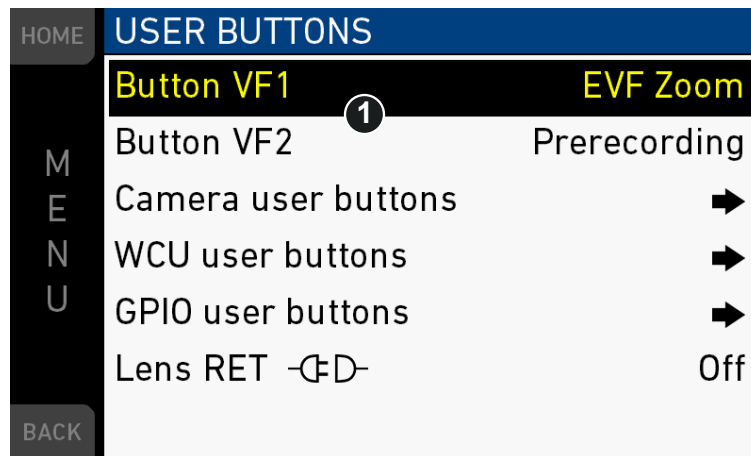 HOME
USER BUTTONS
Button VF1 EVF Zoom
1
Button VF2 Prerecording
MENU
Camera user buttons
WCU user buttons
GPIO user buttons
Lens RET Off
BACK